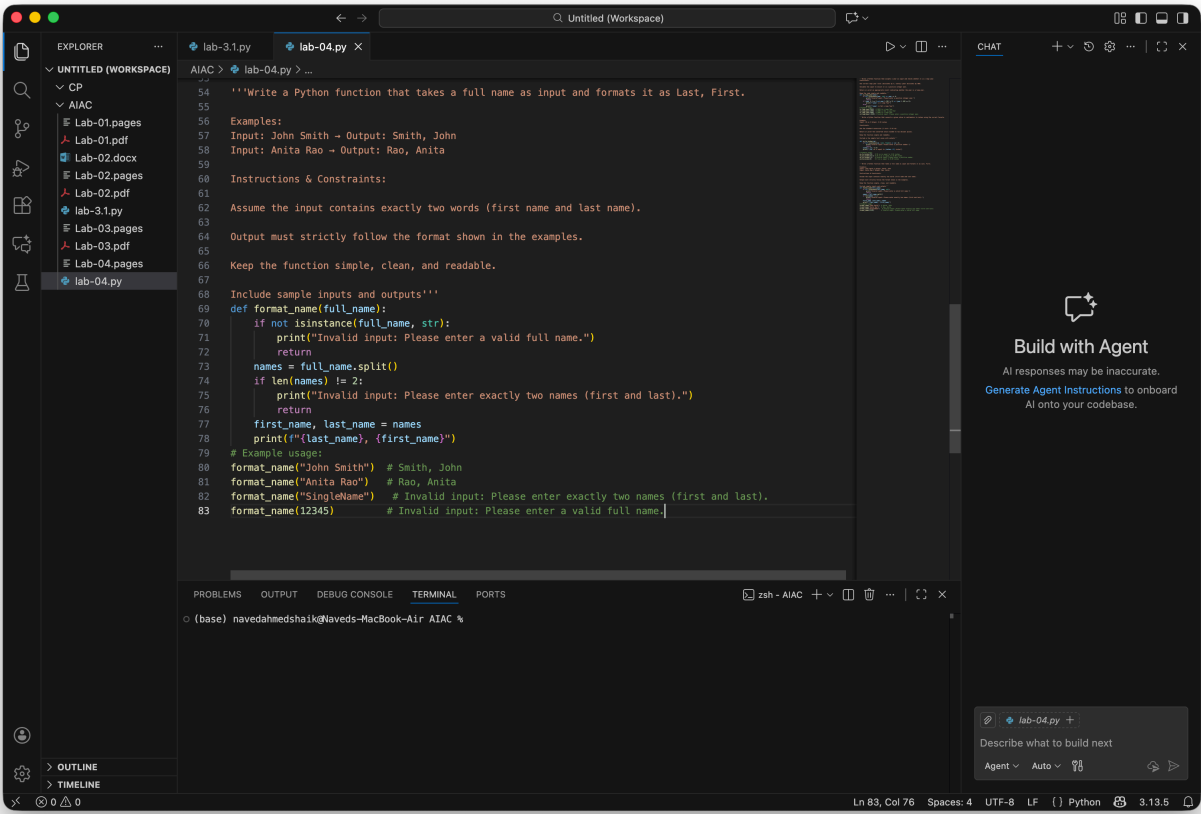 Untitled (Workspace)
EXPLORER
UNTITLED (WORKSPACE)
CP
AIAC
Lab-01.pages
Lab-01.pdf
Lab-02.docx
Lab-02.pages
Lab-02.pdf
lab-3.1.py
Lab-03.pages
Lab-03.pdf
Lab-04.pages
lab-04.py
OUTLINE
TIMELINE
lab-3.1.py
lab-04.py
AIAC > lab-04.py > ...
53
54 '''Write a Python function that takes a full name as input and formats it as Last, First.
55
56 Examples:
57 Input: John Smith → Output: Smith, John
58 Input: Anita Rao → Output: Rao, Anita
59
60 Instructions & Constraints:
61
62 Assume the input contains exactly two words (first name and last name).
63
64 Output must strictly follow the format shown in the examples.
65
66 Keep the function simple, clean, and readable.
67
68 Include sample inputs and outputs'''
69 def format_name(full_name):
70     if not isinstance(full_name, str):
71         print("Invalid input: Please enter a valid full name.")
72         return
73     names = full_name.split()
74     if len(names) != 2:
75         print("Invalid input: Please enter exactly two names (first and last).")
76         return
77     first_name, last_name = names
78     print(f"{last_name}, {first_name}")
79 # Example usage:
80 format_name("John Smith")  # Smith, John
81 format_name("Anita Rao")   # Rao, Anita
82 format_name("SingleName")   # Invalid input: Please enter exactly two names (first and last).
83 format_name(12345)         # Invalid input: Please enter a valid full name.
PROBLEMS OUTPUT DEBUG CONSOLE TERMINAL PORTS
zsh - AIAC
(base) navedahmedshaik@Naveds-MacBook-Air AIAC %
CHAT
Build with Agent
AI responses may be inaccurate.
Generate Agent Instructions to onboard
AI onto your codebase.
lab-04.py
Describe what to build next
Agent Auto
0 0
Ln 83, Col 76 Spaces: 4 UTF-8 LF {} Python 3.13.5